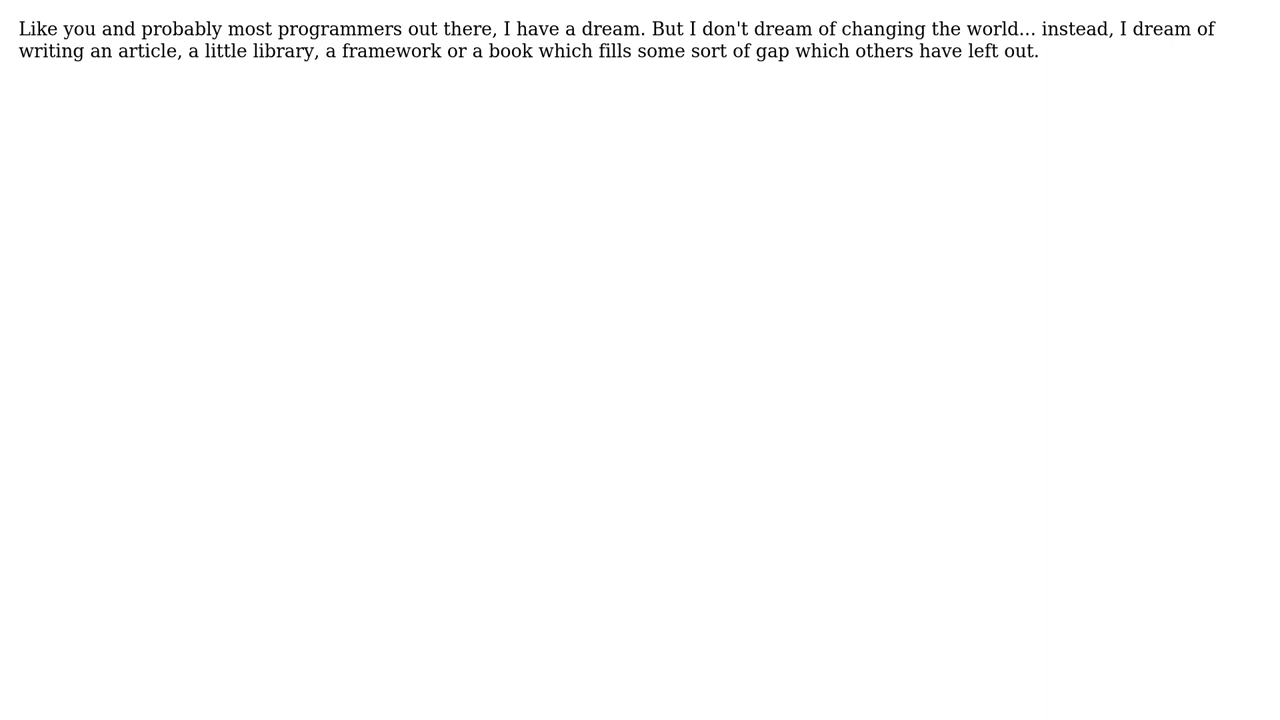 Like you and probably most programmers out there, I have a dream. But I don't dream of changing the world... instead, I dream of
writing an article, a little library, a framework or a book which fills some sort of gap which others have left out.